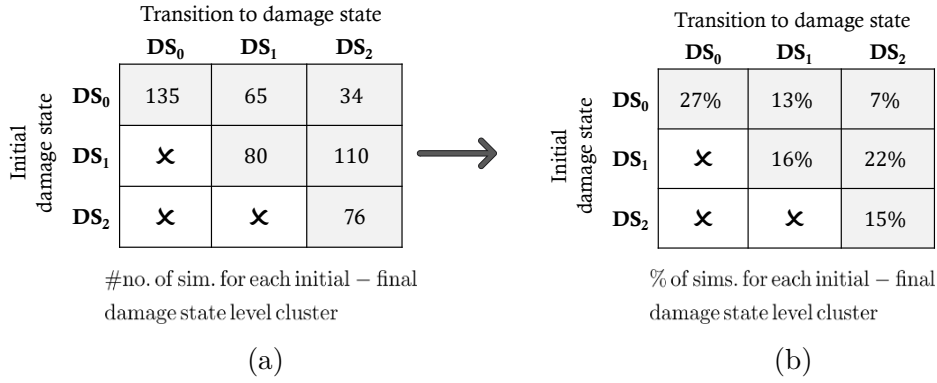 Transition to damage state
DS₀ DS₁ DS₂
Initial
damage state
DS₀ 135 65 34
DS₁ ✗ 80 110
DS₂ ✗ ✗ 76
#no. of sim. for each initial – final
damage state level cluster
(a)
Transition to damage state
DS₀ DS₁ DS₂
Initial
damage state
DS₀ 27% 13% 7%
DS₁ ✗ 16% 22%
DS₂ ✗ ✗ 15%
% of sims. for each initial – final
damage state level cluster
(b)